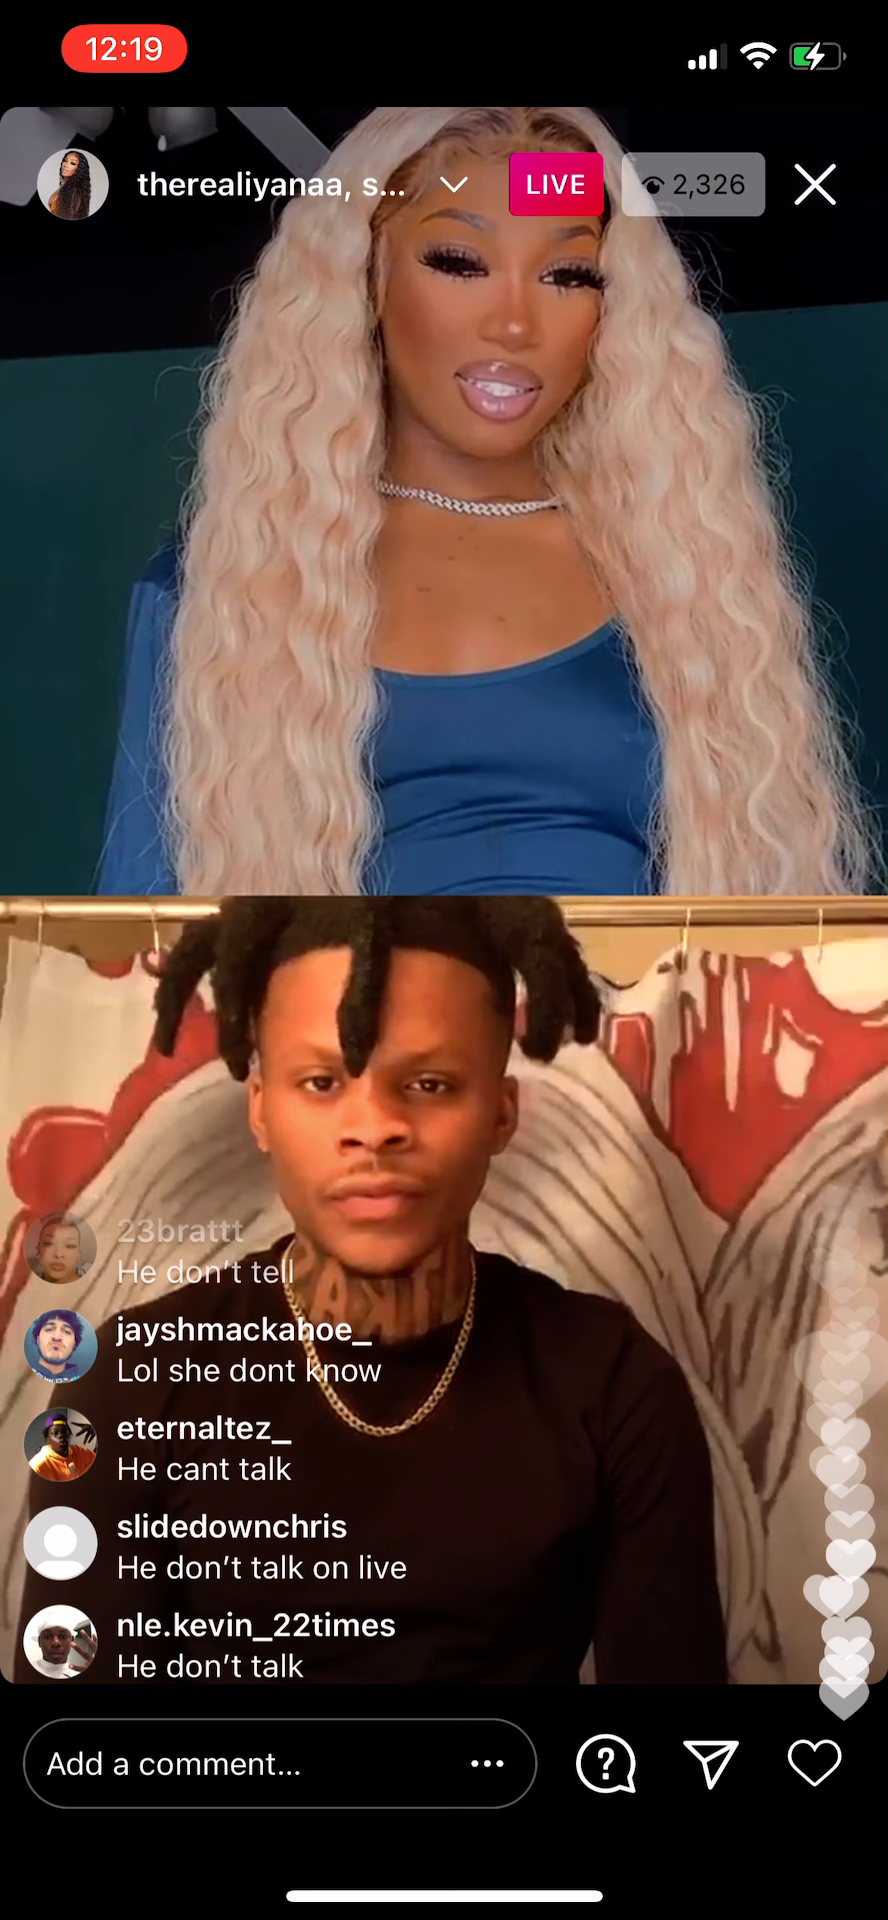 12:19
therealiyanaa, s...
LIVE
2,326
23brattt
He don't tell
jayshmackahoe_
Lol she dont know
eternaltez_
He cant talk
slidedownchris
He don't talk on live
nle.kevin_22times
He don't talk
Add a comment...